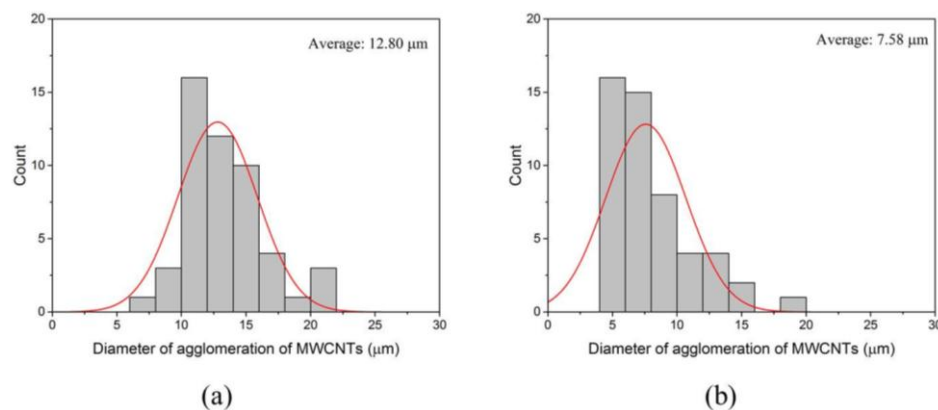 20
15
10
5
0
Count
Average: 12.80 μm
0 5 10 15 20 25 30
Diameter of agglomeration of MWCNTs (μm)
(a)
20
15
10
5
0
Count
Average: 7.58 μm
0 5 10 15 20 25 30
Diameter of agglomeration of MWCNTs (μm)
(b)